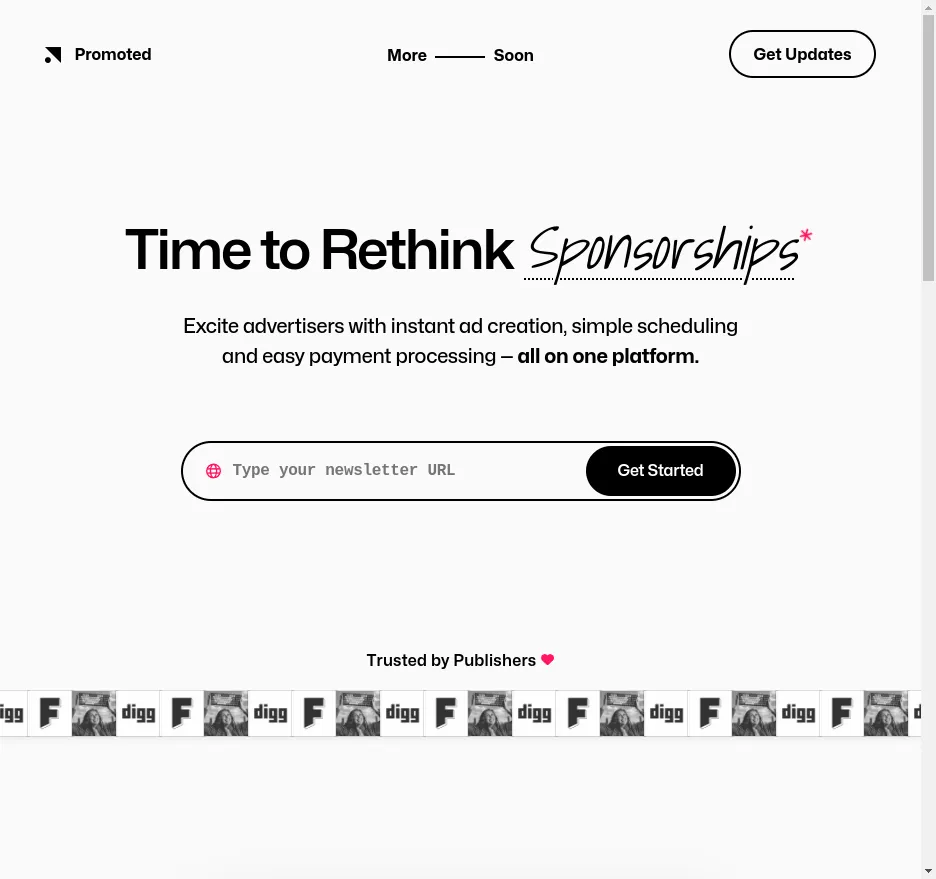 Promoted
More Soon
Get Updates
Time to Rethink Sponsorships*
Excite advertisers with instant ad creation, simple scheduling
and easy payment processing — all on one platform.
Type your newsletter URL
Get Started
Trusted by Publishers
digg F digg F digg F digg F digg F digg F digg F d